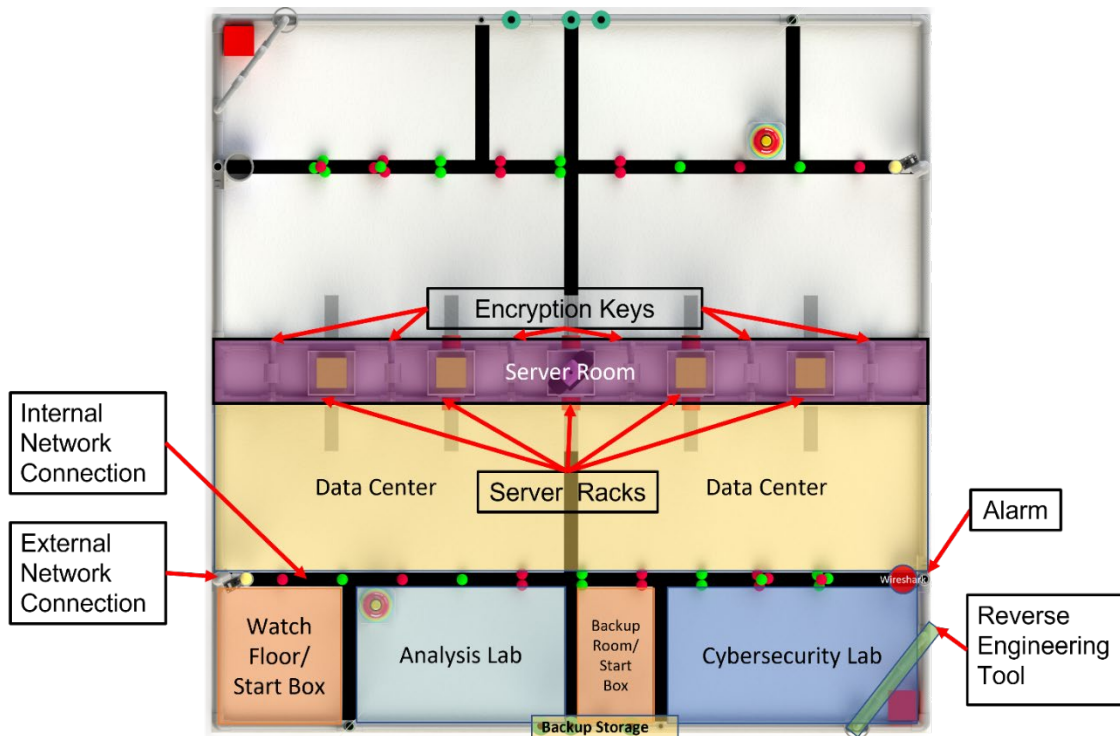 Encryption Keys
Server Room
Internal
Network
Connection
Data Center
Server Racks
Data Center
External
Network
Connection
Alarm
Wireshark
Watch
Floor/
Start Box
Analysis Lab
Backup
Room/
Start
Box
Cybersecurity Lab
Reverse
Engineering
Tool
Backup Storage